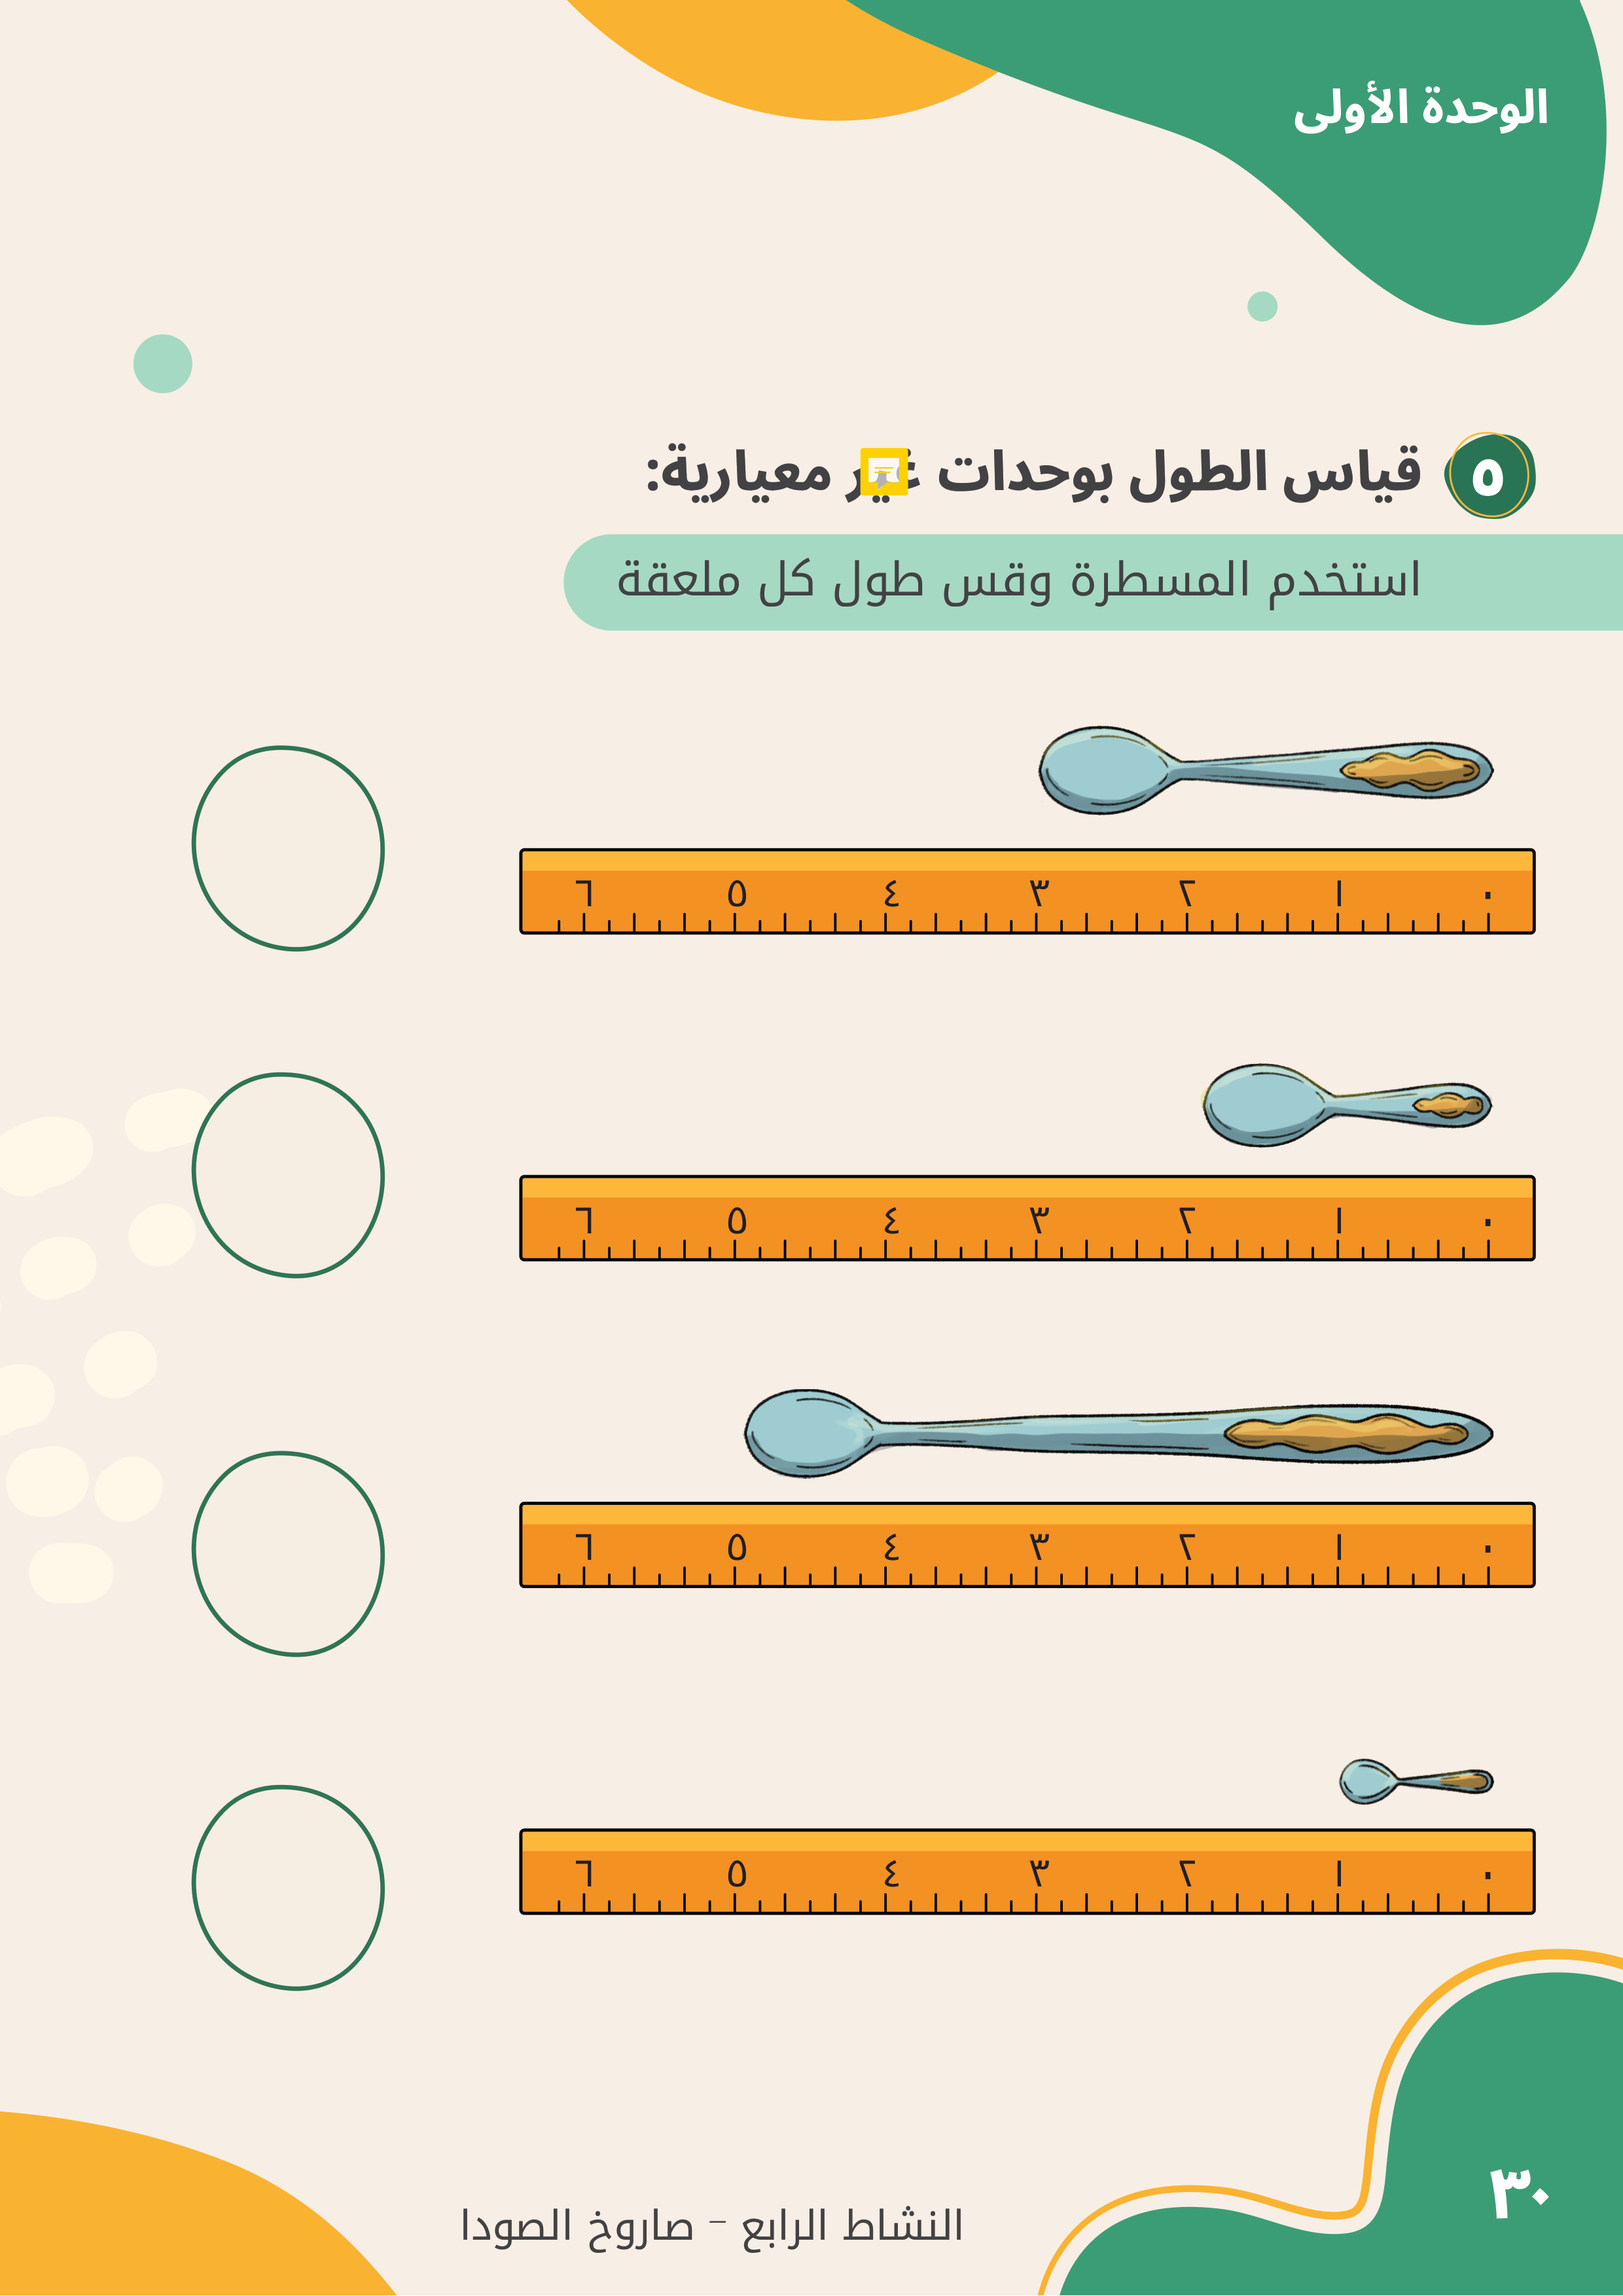 الوحدة الأولى
٥ قياس الطول بوحدات غير معيارية:
استخدم المسطرة وقس طول كل ملعقة
٠ ١ ٢ ٣ ٤ ٥ ٦
٠ ١ ٢ ٣ ٤ ٥ ٦
٠ ١ ٢ ٣ ٤ ٥ ٦
٠ ١ ٢ ٣ ٤ ٥ ٦
٣٠
النشاط الرابع – صاروخ الصودا